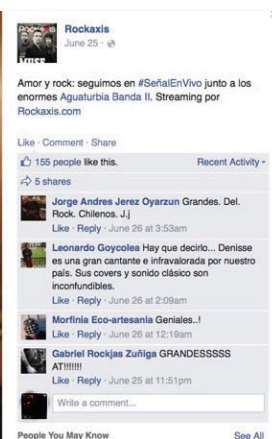 Rockaxis
June 25 ·
Amor y rock: seguimos en #SeñalEnVivo junto a los
enormes Aguaturbia Banda II. Streaming por
Rockaxis.com
Like · Comment · Share
155 people like this.
Recent Activity
5 shares
Jorge Andres Jerez Oyarzun Grandes. Del.
Rock. Chilenos. J.j
Like · Reply · June 26 at 3:53am
Leonardo Goycolea Hay que decirlo... Denisse
es una gran cantante e infravalorada por nuestro
país. Sus covers y sonido clásico son
inconfundibles.
Like · Reply · June 26 at 2:09am
Morfinia Eco-artesania Geniales..!
Like · Reply · June 26 at 12:19am
Gabriel Rockjas Zuñiga GRANDESSSSS
AT!!!!!!!
Like · Reply · June 25 at 11:51pm
Write a comment...
People You May Know
See All